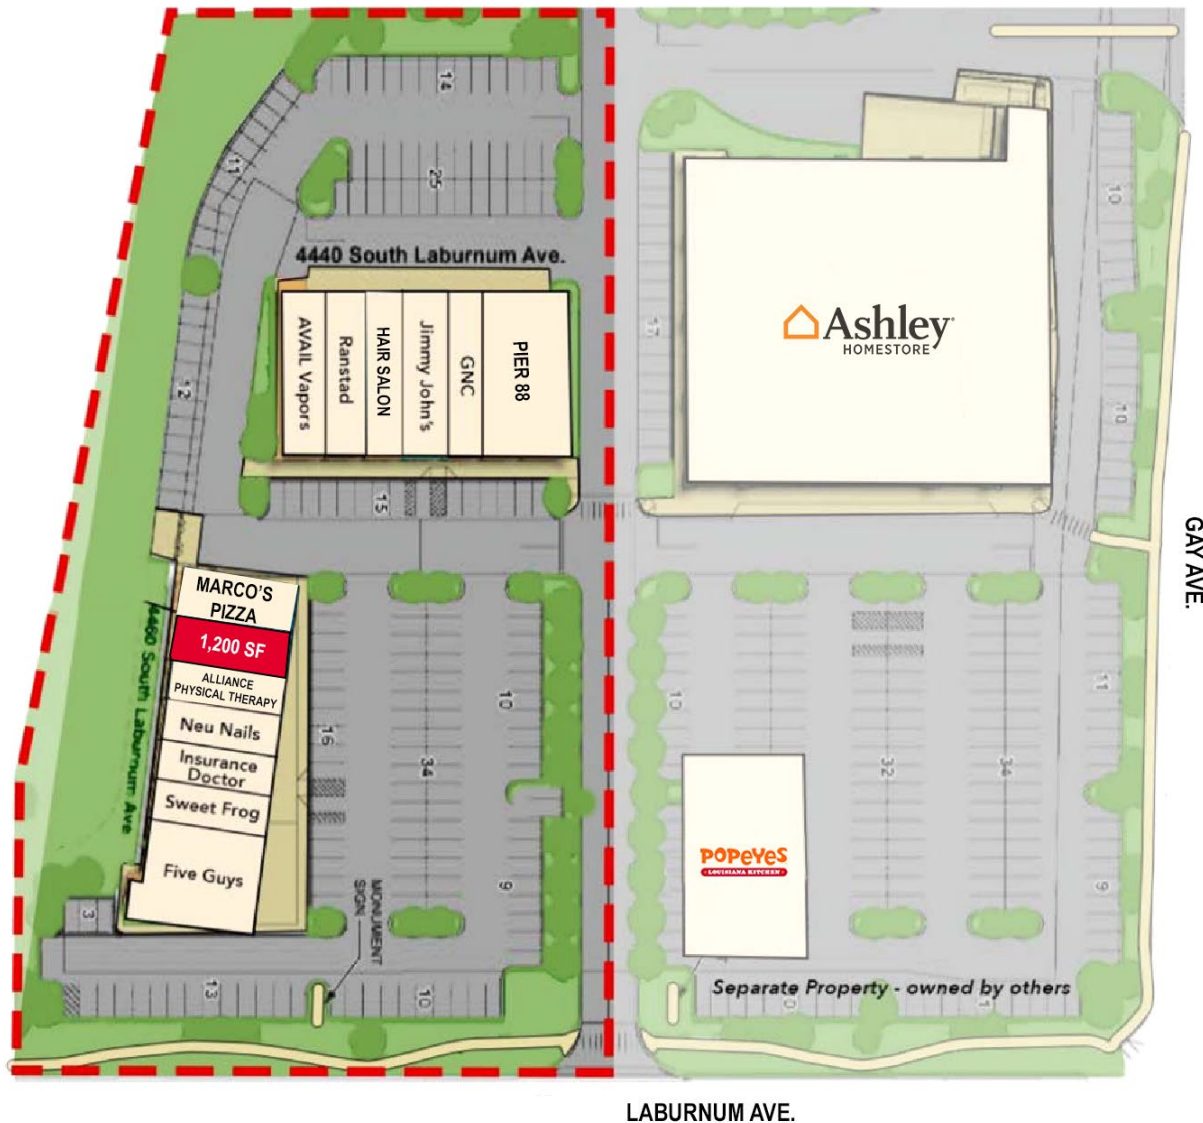 14
11
25
10
4440 South Laburnum Ave.
17
AVAIL Vapors
Ranstad
HAIR SALON
Jimmy John's
GNC
PIER 88
Ashley
HOMESTORE
12
10
15
GAY AVE.
MARCO'S
PIZZA
1,200 SF
ALLIANCE
PHYSICAL THERAPY
Neu Nails
Insurance
Doctor
Sweet Frog
Five Guys
4460 South Laburnum Ave
16
34
10
10
32
34
11
POPEYES
LOUISIANA KITCHEN
9
9
3
MONUMENT
SIGN
13
10
Separate Property - owned by others
LABURNUM AVE.